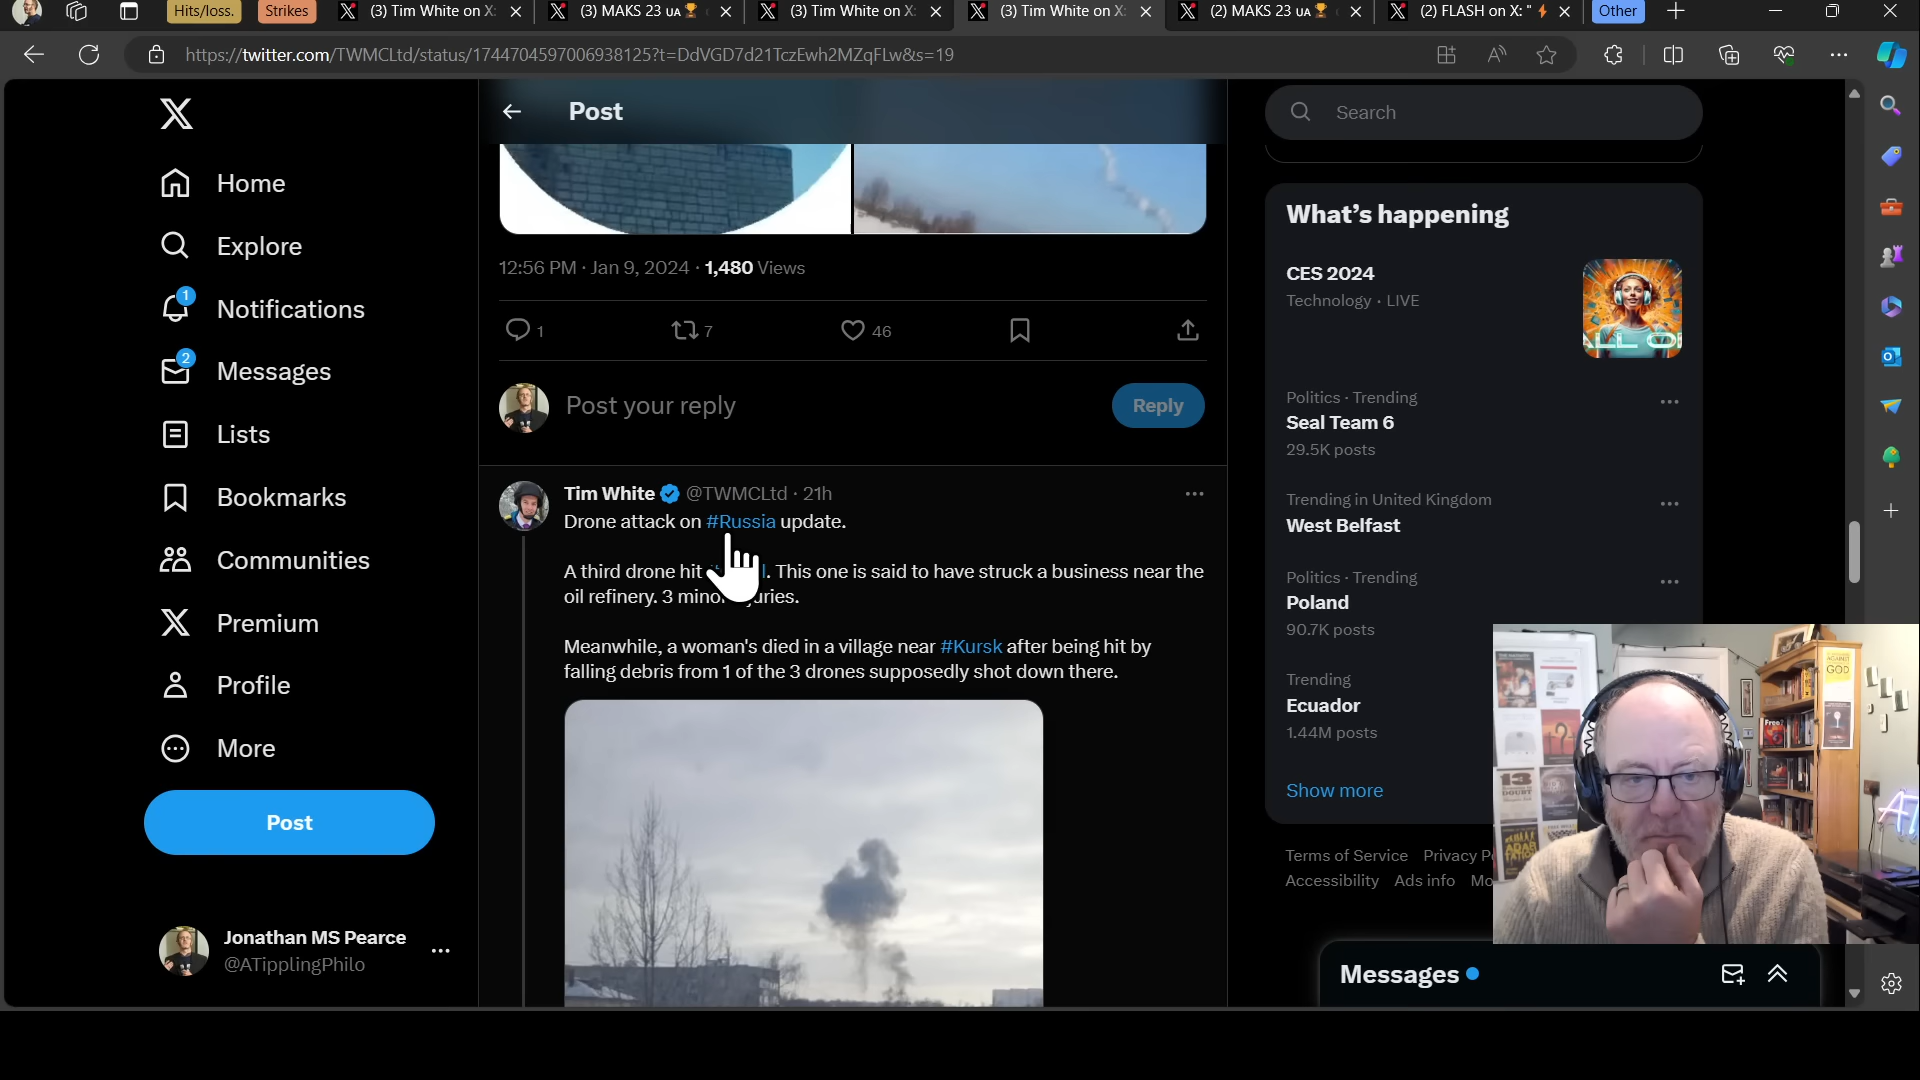 Hits/loss.
Strikes
(3) Tim White on X:
(3) MAKS 23 UA
(3) Tim White on X:
(3) Tim White on X:
(2) MAKS 23 UA
(2) FLASH on X: "
Other
https://twitter.com/TWMCLtd/status/1744704597006938125?t=DdVGD7d21TczEwh2MZqFLw&s=19
Home
Explore
1
Notifications
2
Messages
Lists
Bookmarks
Communities
Premium
Profile
More
Post
Jonathan MS Pearce
@ATipplingPhilo
Post
12:56 PM · Jan 9, 2024 · 1,480 Views
1
7
46
Post your reply
Reply
Tim White @TWMCLtd · 21h
Drone attack on #Russia update.
A third drone hit . This one is said to have struck a business near the
oil refinery. 3 minor
Meanwhile, a woman's died in a village near #Kursk after being hit by
falling debris from 1 of the 3 drones supposedly shot down there.
Search
What's happening
CES 2024
Technology · LIVE
Politics · Trending
Seal Team 6
29.5K posts
Trending in United Kingdom
West Belfast
Politics · Trending
Poland
90.7K posts
Trending
Ecuador
1.44M posts
Show more
Terms of Service Privacy
Accessibility Ads info
Messages
AGAINST
GOD
Free?
13
DOUBT